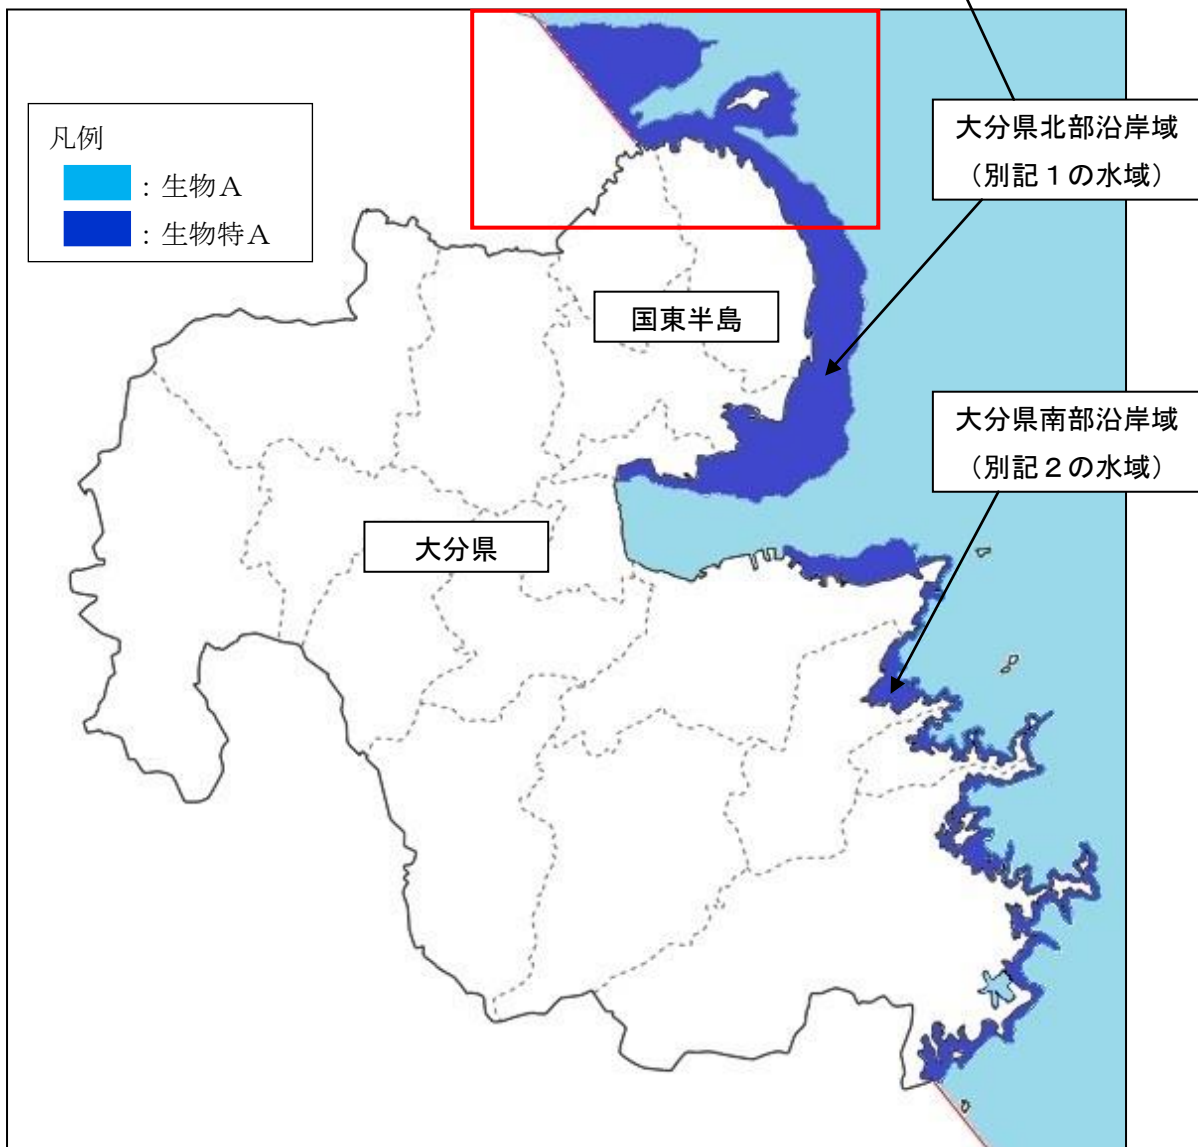 凡例
：生物A
：生物特A
大分県北部沿岸域
（別記１の水域）
国東半島
大分県南部沿岸域
（別記２の水域）
大分県